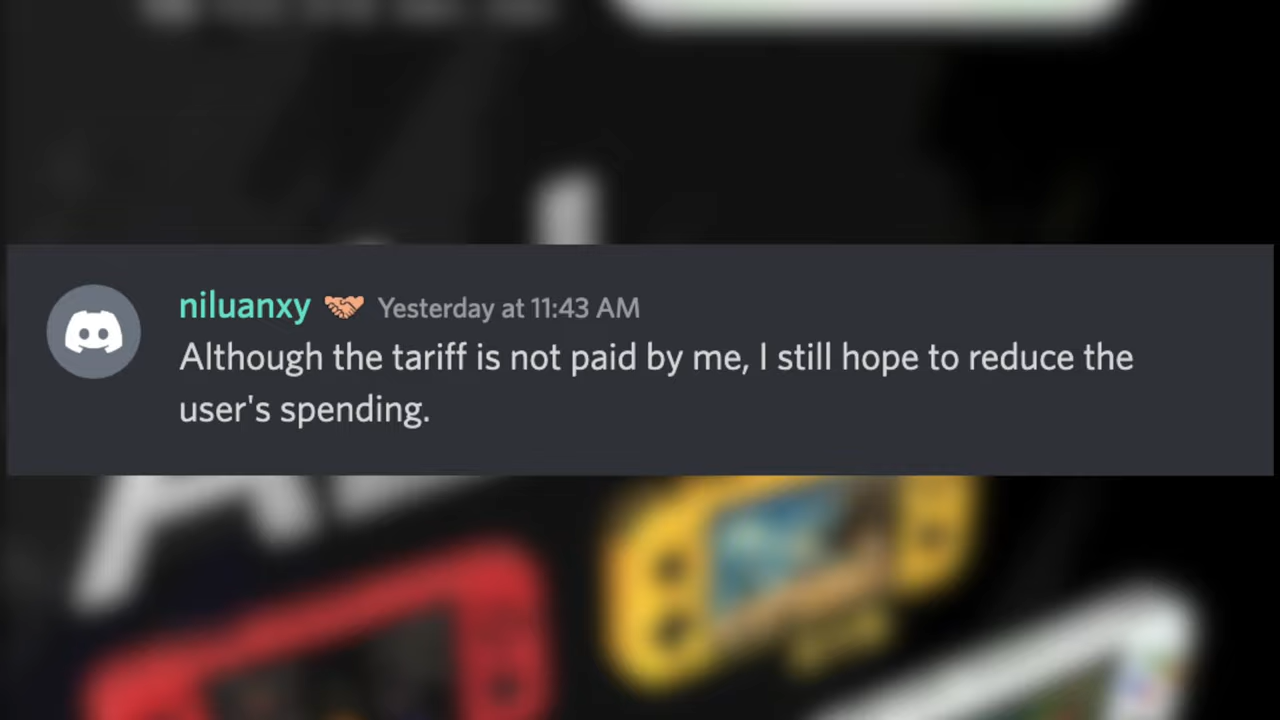 niluanxy Yesterday at 11:43 AM
Although the tariff is not paid by me, I still hope to reduce the
user's spending.